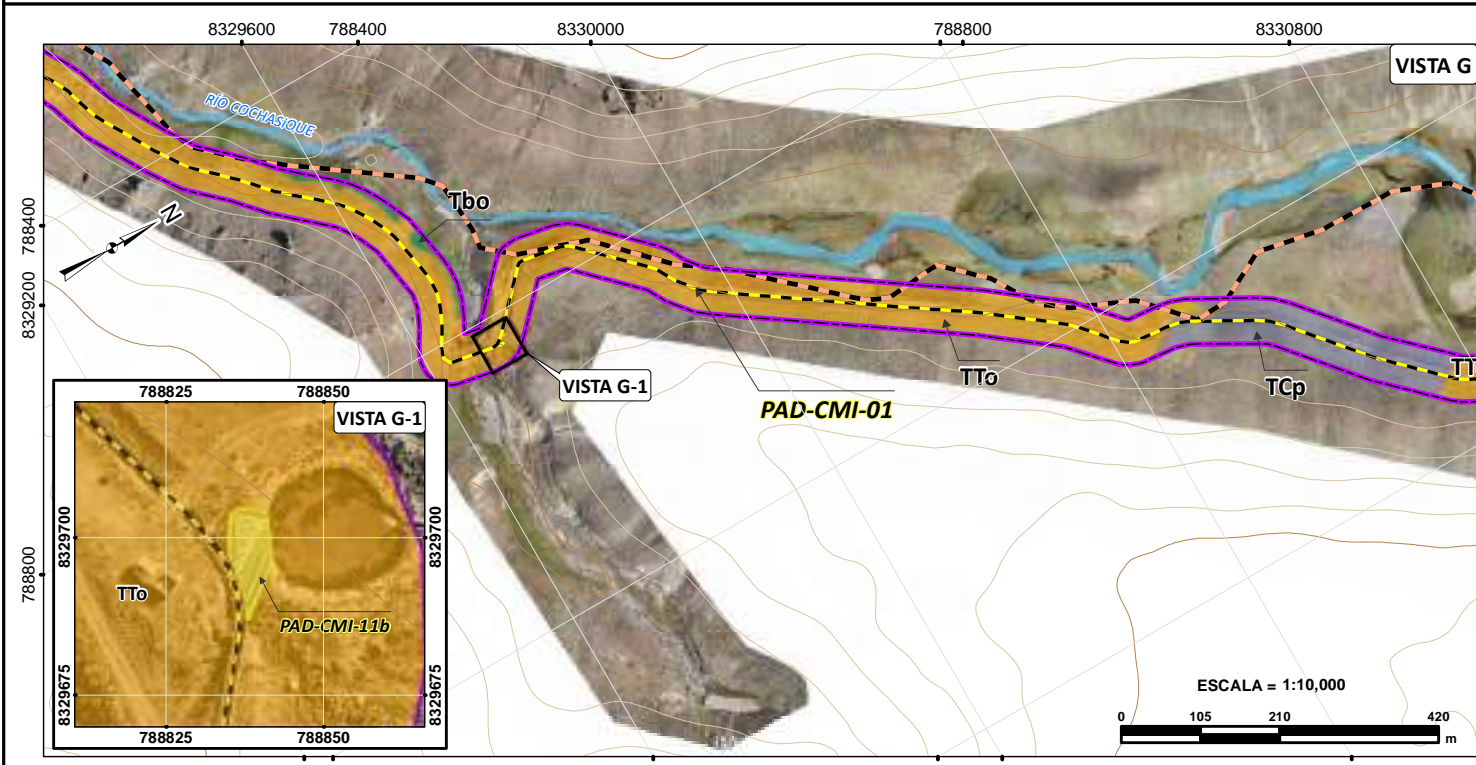 8329600
788400
8330000
788800
8330800
VISTA G
RÍO COCHASIQUE
788400
8329200
788800
N
Tbo
VISTA G-1
PAD-CMI-01
TTo
TCp
TT
788825
788850
VISTA G-1
8329700
8329700
TTo
PAD-CMI-11b
8329675
8329675
788825
788850
ESCALA = 1:10,000
0 105 210 420
m